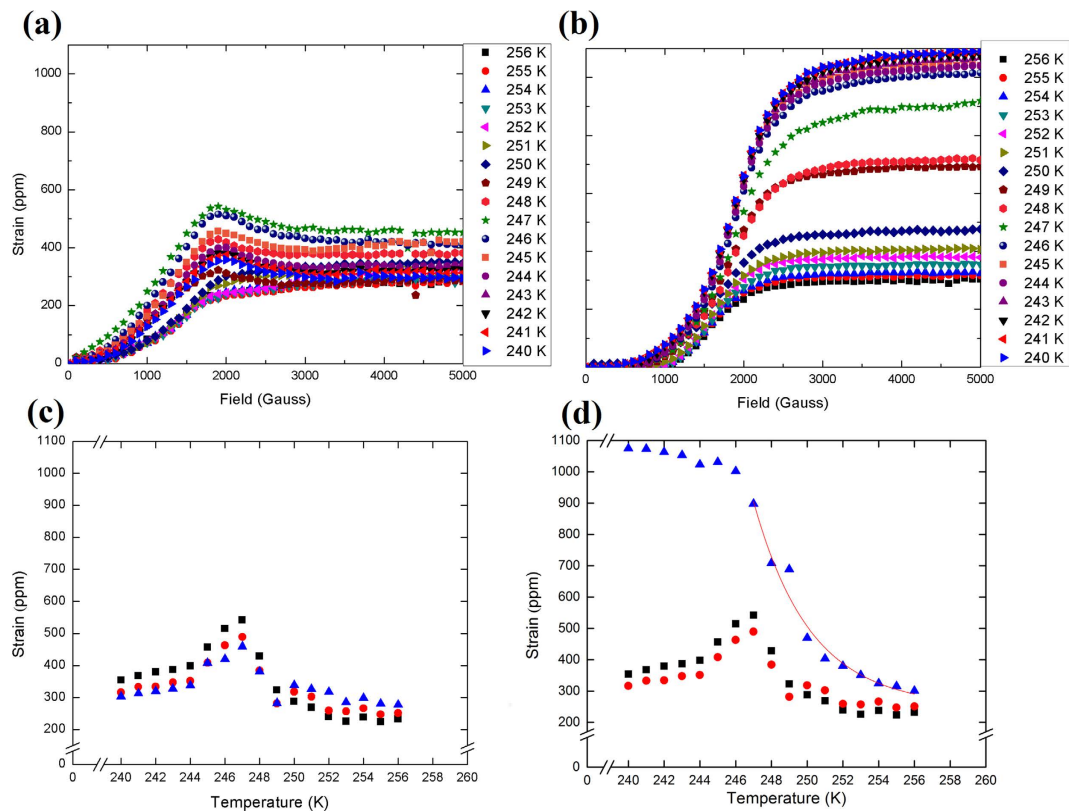 (a)
(b)
1000
800
600
400
200
0
Strain (ppm)
0 1000 2000 3000 4000 5000
Field (Gauss)
256 K
255 K
254 K
253 K
252 K
251 K
250 K
249 K
248 K
247 K
246 K
245 K
244 K
243 K
242 K
241 K
240 K
0 1000 2000 3000 4000 5000
Field (Gauss)
256 K
255 K
254 K
253 K
252 K
251 K
250 K
249 K
248 K
247 K
246 K
245 K
244 K
243 K
242 K
241 K
240 K
(c)
(d)
1100
1000
900
800
700
600
500
400
300
200
0
Strain (ppm)
0 240 242 244 246 248 250 252 254 256 258 260
Temperature (K)
1100
1000
900
800
700
600
500
400
300
200
0
Strain (ppm)
0 240 242 244 246 248 250 252 254 256 258 260
Temperature (K)